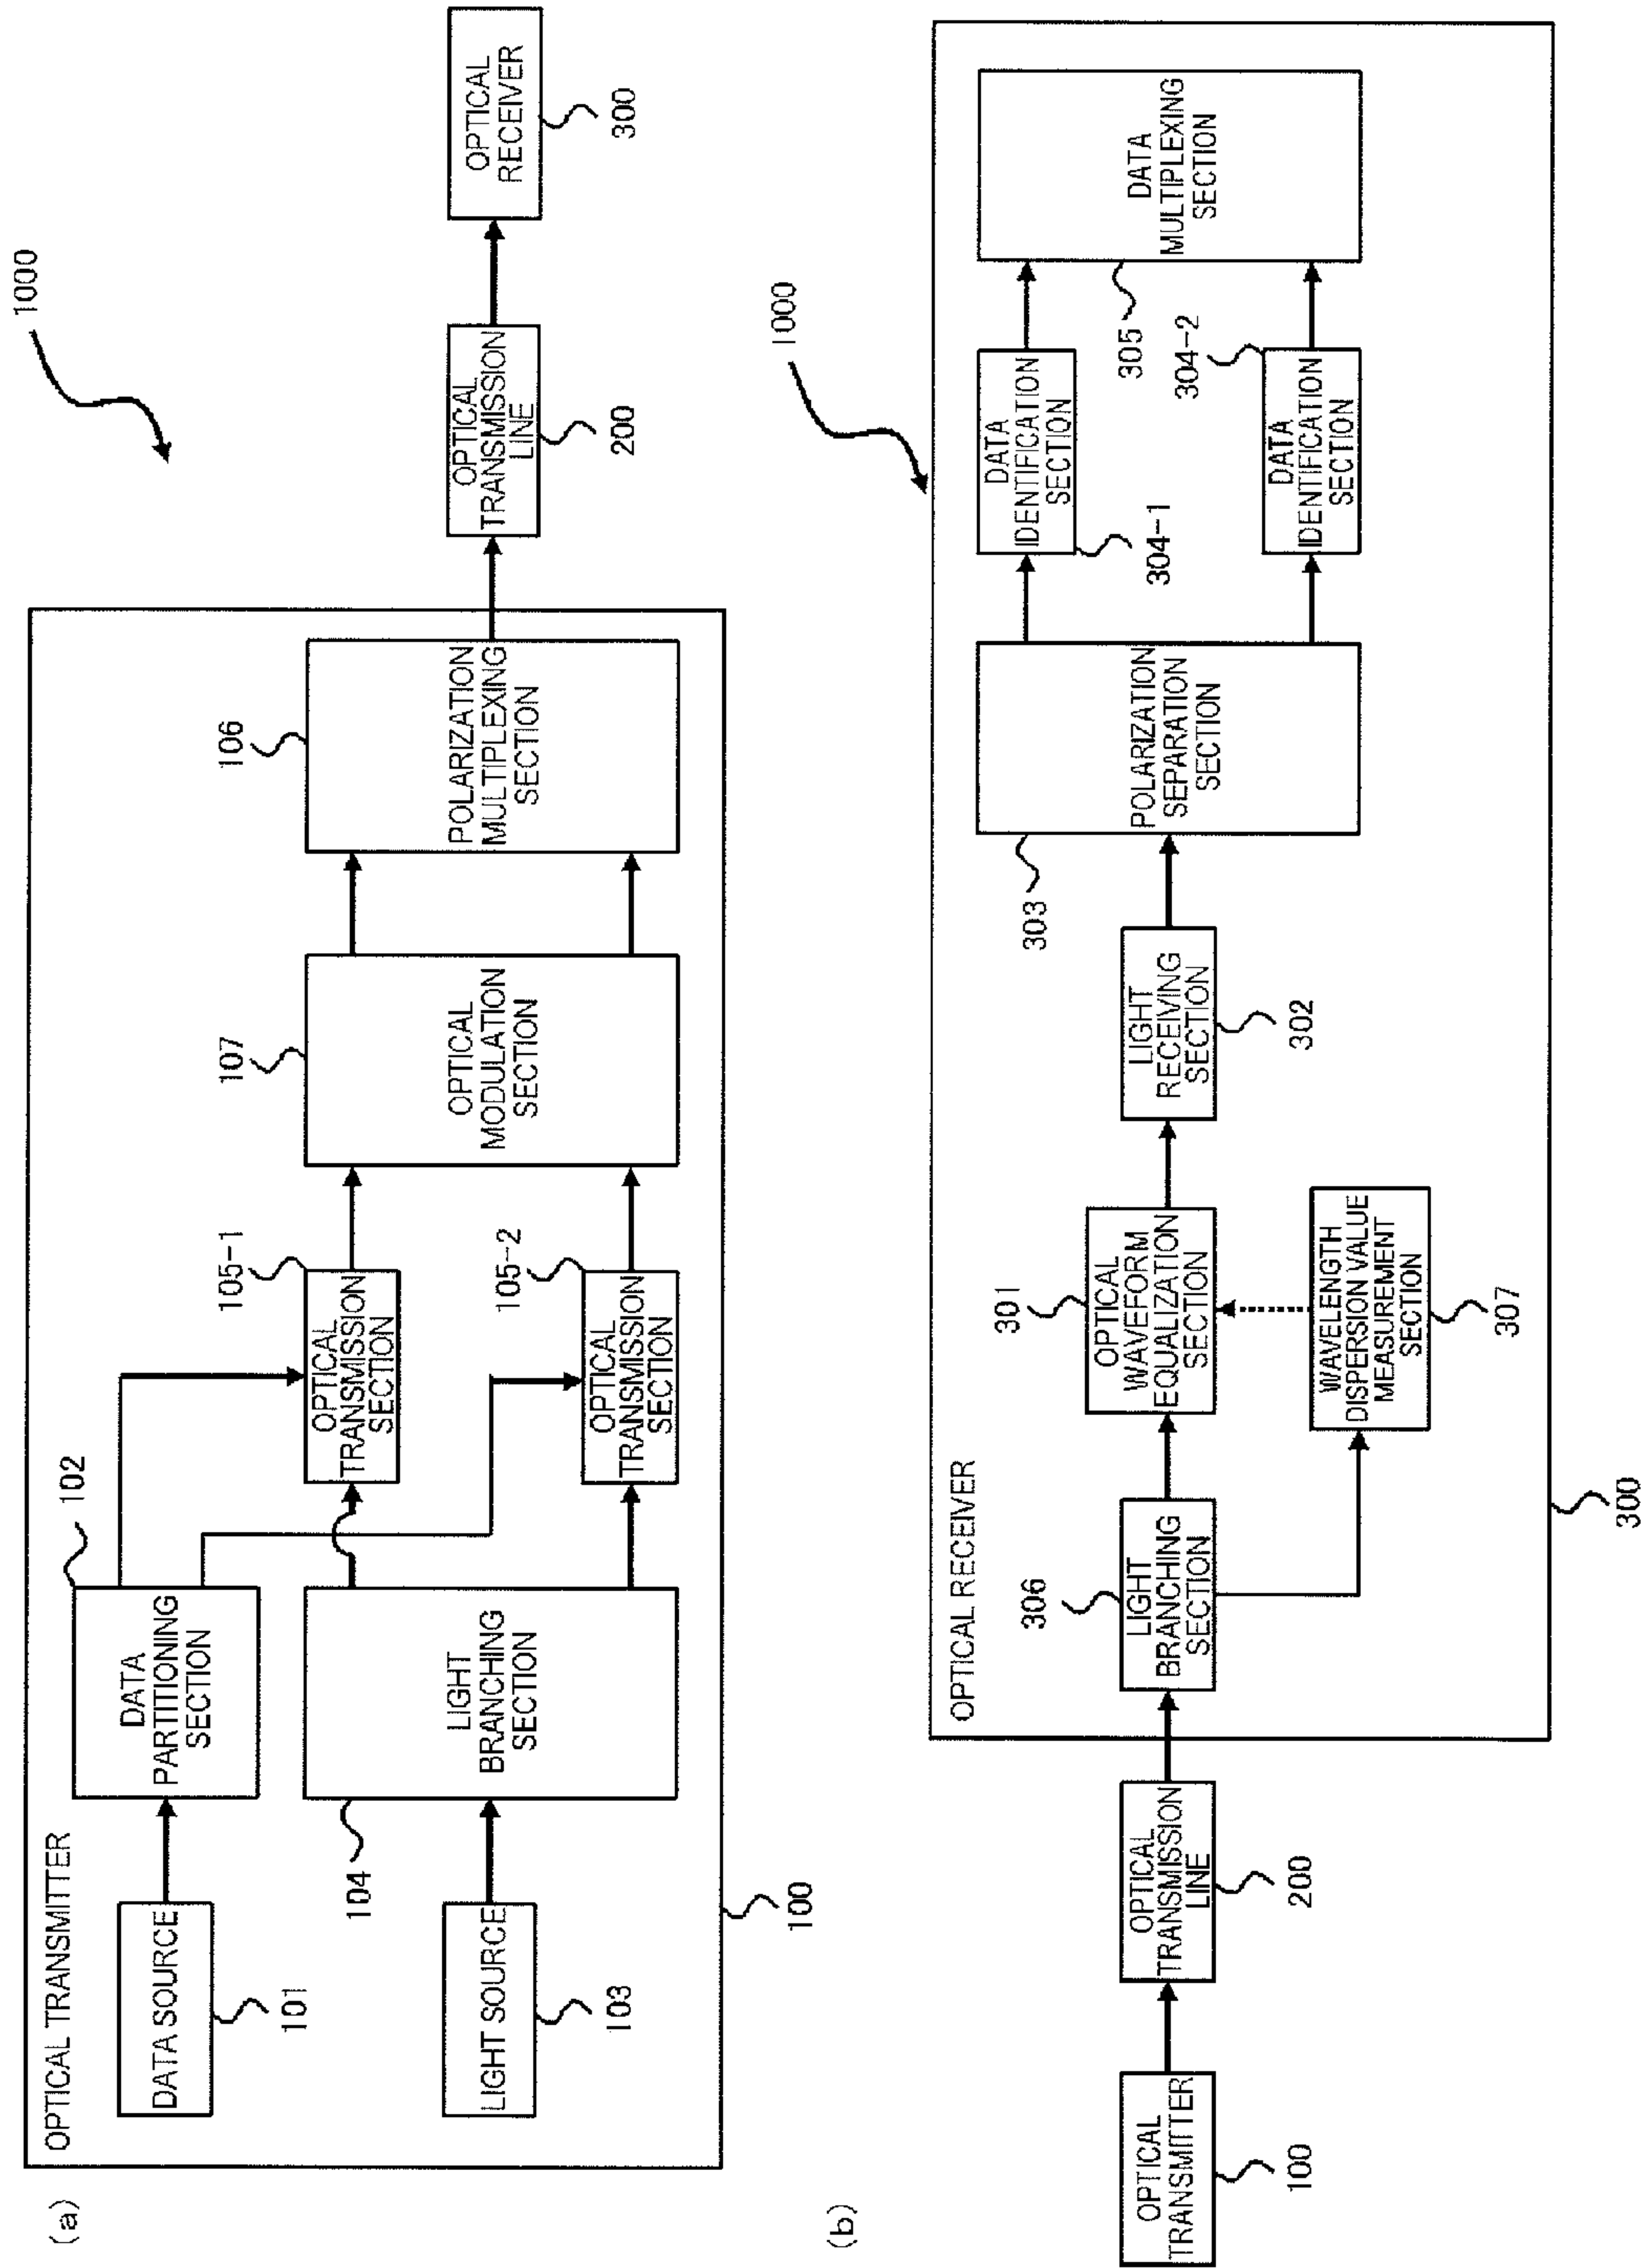 (a)
OPTICAL TRANSMITTER
DATA SOURCE
101
DATA
PARTITIONING
SECTION
102
LIGHT SOURCE
103
LIGHT
BRANCHING
SECTION
104
OPTICAL
TRANSMISSION
SECTION
105-1
OPTICAL
TRANSMISSION
SECTION
105-2
OPTICAL
MODULATION
SECTION
107
POLARIZATION
MULTIPLEXING
SECTION
106
100
OPTICAL
TRANSMISSION
LINE
200
OPTICAL
RECEIVER
300
1000
(b)
OPTICAL
TRANSMITTER
100
OPTICAL
TRANSMISSION
LINE
200
OPTICAL RECEIVER
LIGHT
BRANCHING
SECTION
306
OPTICAL
WAVEFORM
EQUALIZATION
SECTION
301
WAVELENGTH
DISPERSION VALUE
MEASUREMENT
SECTION
307
LIGHT
RECEIVING
SECTION
302
POLARIZATION
SEPARATION
SECTION
303
DATA
IDENTIFICATION
SECTION
304-1
DATA
IDENTIFICATION
SECTION
304-2
DATA
MULTIPLEXING
SECTION
305
300
1000